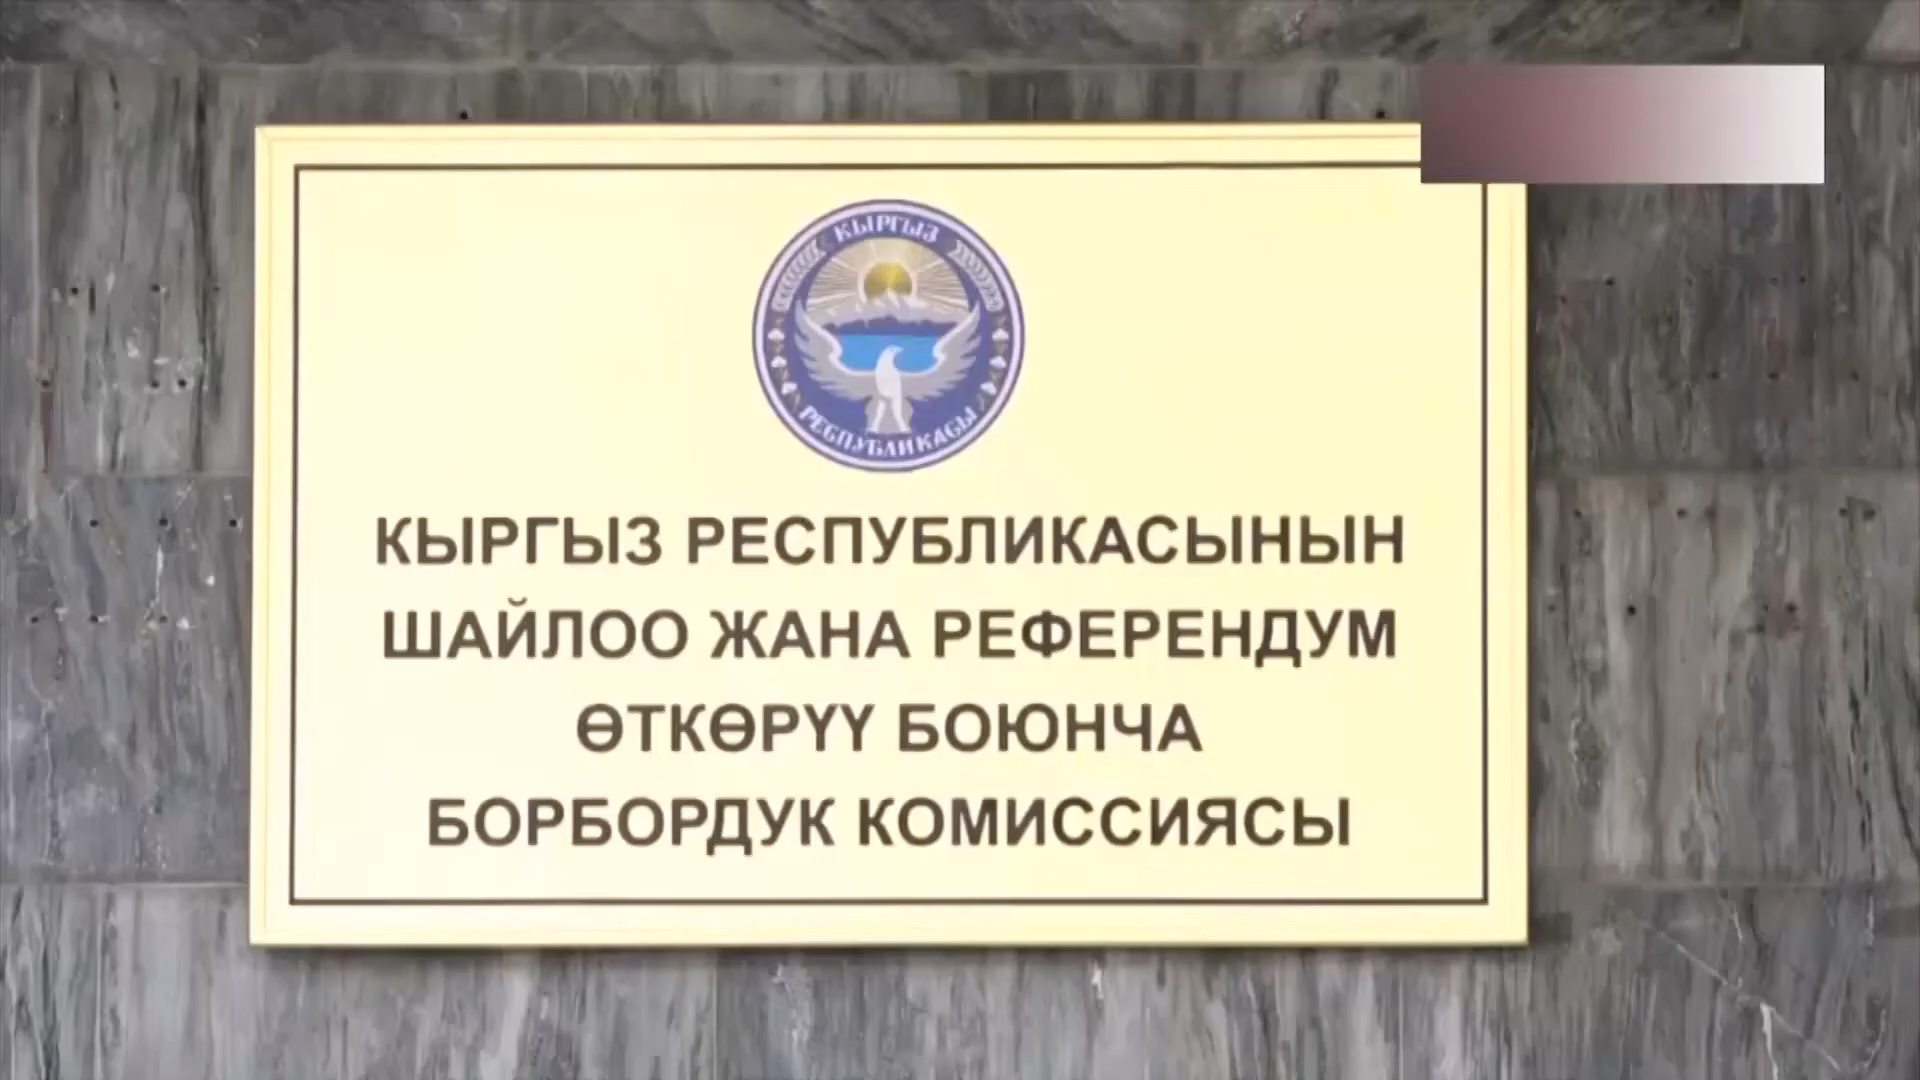 КЫРГЫЗ
РЕСПУБЛИКАСЫ
КЫРГЫЗ РЕСПУБЛИКАСЫНЫН
ШАЙЛОО ЖАНА РЕФЕРЕНДУМ
ӨТКӨРҮҮ БОЮНЧА
БОРБОРДУК КОМИССИЯСЫ